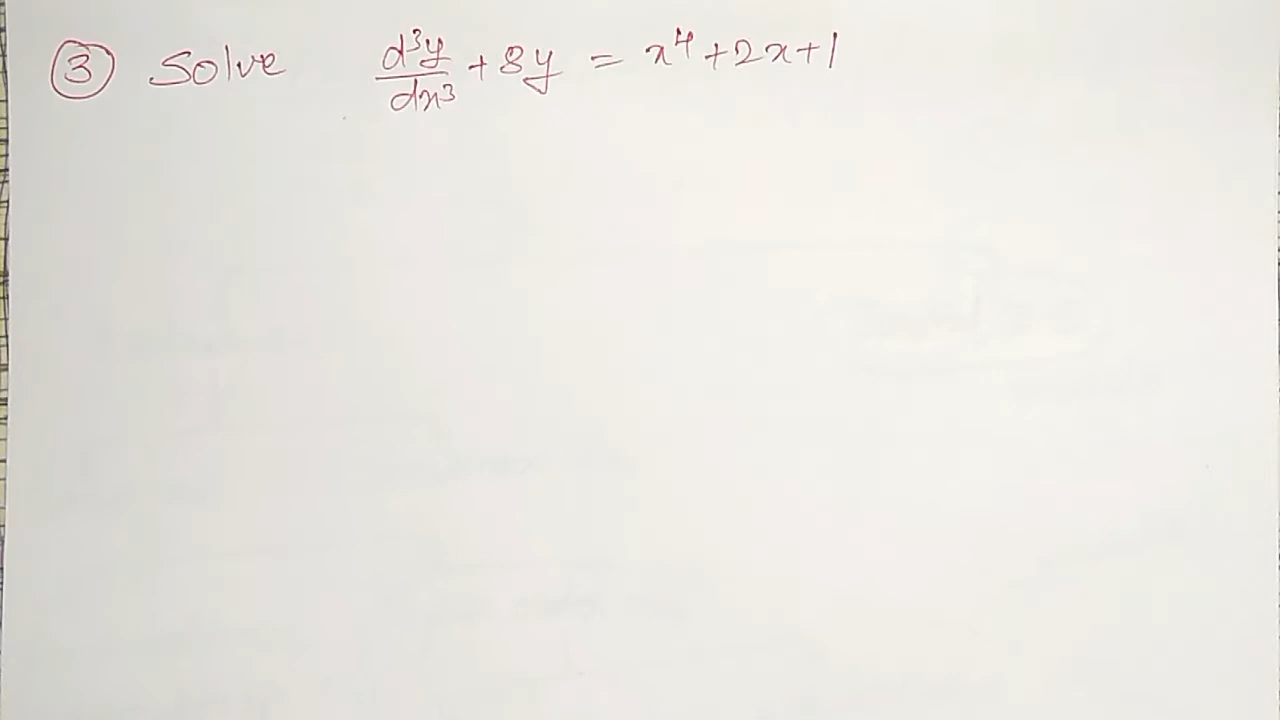 ③ Solve d³y/dx³ + 8y = x⁴+2x+1